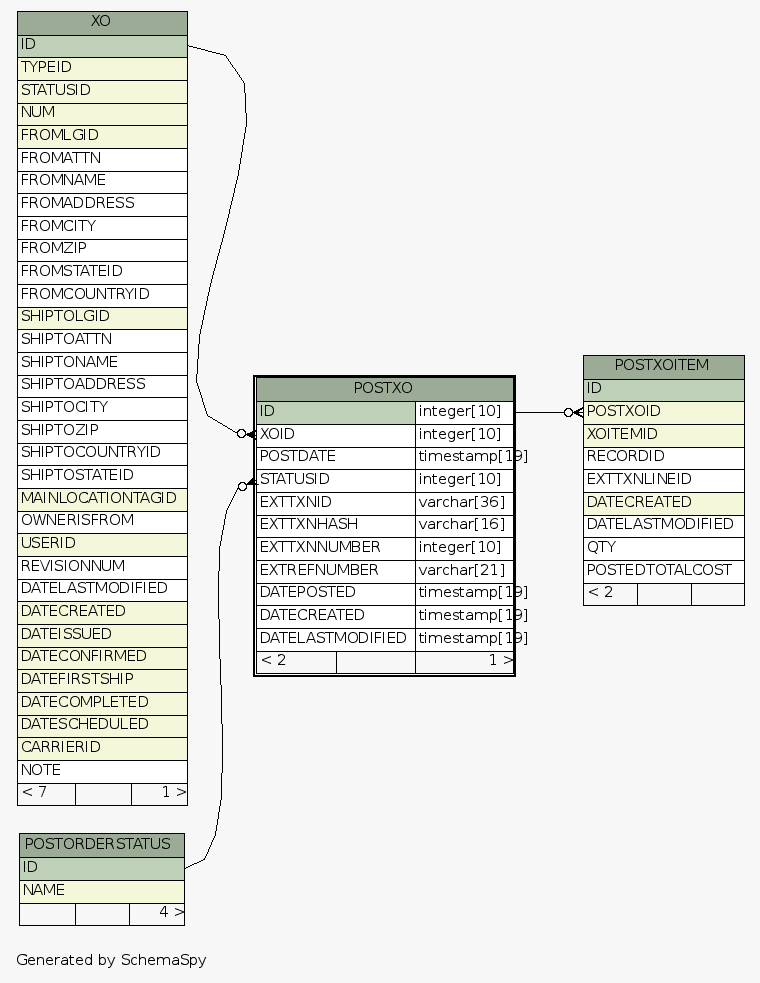 XO
ID
TYPEID
STATUSID
NUM
FROMLGID
FROMATTN
FROMNAME
FROMADDRESS
FROMCITY
FROMZIP
FROMSTATEID
FROMCOUNTRYID
SHIPTOLGID
SHIPTOATTN
SHIPTONAME
SHIPTOADDRESS
SHIPTOCITY
SHIPTOZIP
SHIPTOCOUNTRYID
SHIPTOSTATEID
MAINLOCATIONTAGID
OWNERISFROM
USERID
REVISIONNUM
DATELASTMODIFIED
DATECREATED
DATEISSUED
DATECONFIRMED
DATEFIRSTSHIP
DATECOMPLETED
DATESCHEDULED
CARRIERID
NOTE
< 7 1 >
POSTORDERSTATUS
ID
NAME
4 >
POSTXO
ID integer[10]
XOID integer[10]
POSTDATE timestamp[19]
STATUSID integer[10]
EXTTXNID varchar[36]
EXTTXNHASH varchar[16]
EXTTXNNUMBER integer[10]
EXTREFNUMBER varchar[21]
DATEPOSTED timestamp[19]
DATECREATED timestamp[19]
DATELASTMODIFIED timestamp[19]
< 2 1 >
POSTXOITEM
ID
POSTXOID
XOITEMID
RECORDID
EXTTXNLINEID
DATECREATED
DATELASTMODIFIED
QTY
POSTEDTOTALCOST
< 2
Generated by SchemaSpy